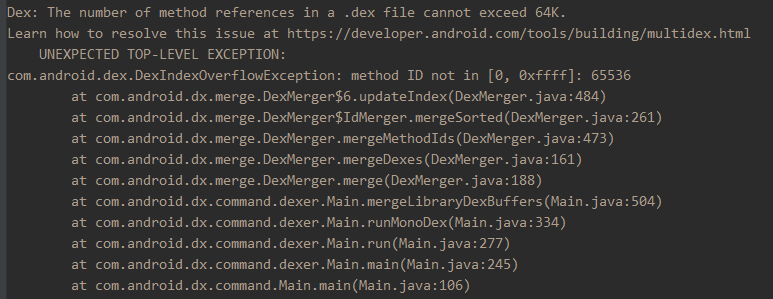 Dex: The number of method references in a .dex file cannot exceed 64K.
Learn how to resolve this issue at https://developer.android.com/tools/building/multidex.html
UNEXPECTED TOP-LEVEL EXCEPTION:
com.android.dex.DexIndexOverflowException: method ID not in [0, 0xffff]: 65536
at com.android.dx.merge.DexMerger$6.updateIndex(DexMerger.java:484)
at com.android.dx.merge.DexMerger$IdMerger.mergeSorted(DexMerger.java:261)
at com.android.dx.merge.DexMerger.mergeMethodIds(DexMerger.java:473)
at com.android.dx.merge.DexMerger.mergeDexes(DexMerger.java:161)
at com.android.dx.merge.DexMerger.merge(DexMerger.java:188)
at com.android.dx.command.dexer.Main.mergeLibraryDexBuffers(Main.java:504)
at com.android.dx.command.dexer.Main.runMonoDex(Main.java:334)
at com.android.dx.command.dexer.Main.run(Main.java:277)
at com.android.dx.command.dexer.Main.main(Main.java:245)
at com.android.dx.command.Main.main(Main.java:106)